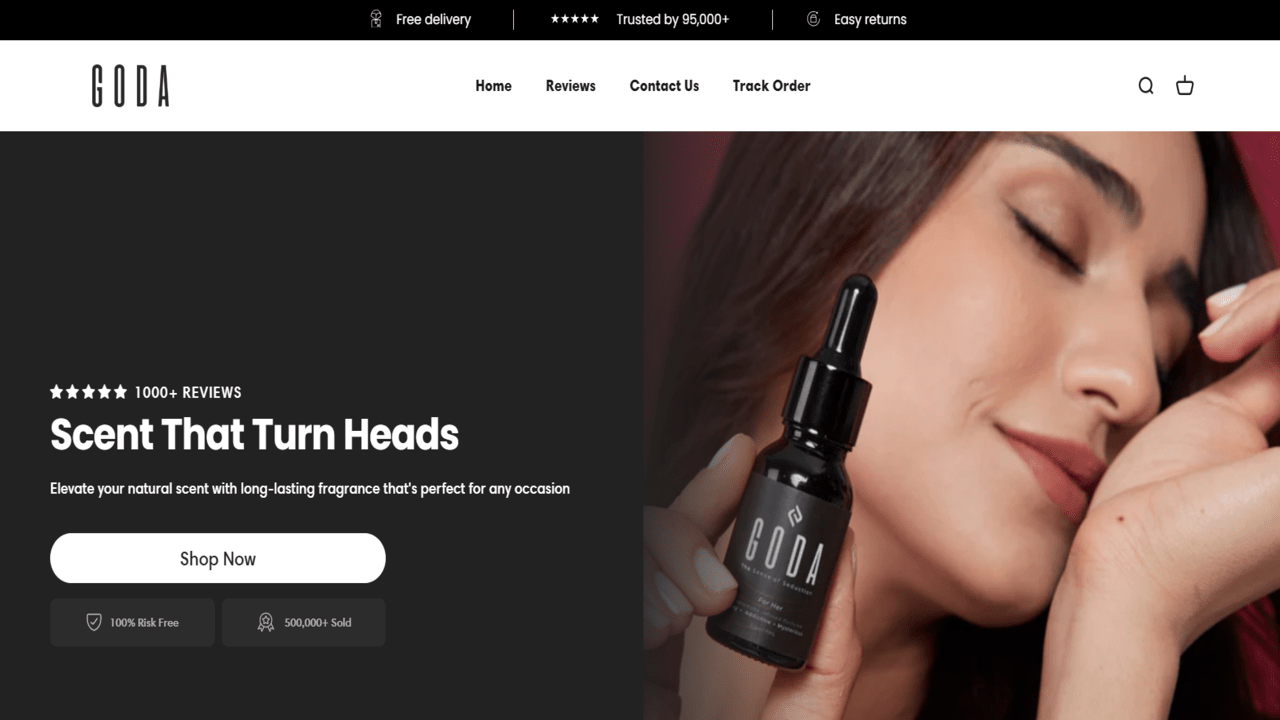 Free delivery
★★★★★ Trusted by 95,000+
Easy returns
GODA
Home
Reviews
Contact Us
Track Order
★★★★★ 1000+ REVIEWS
Scent That Turn Heads
Elevate your natural scent with long-lasting fragrance that's perfect for any occasion
Shop Now
100% Risk Free
500,000+ Sold
GODA
The Sense of Seduction
For Her